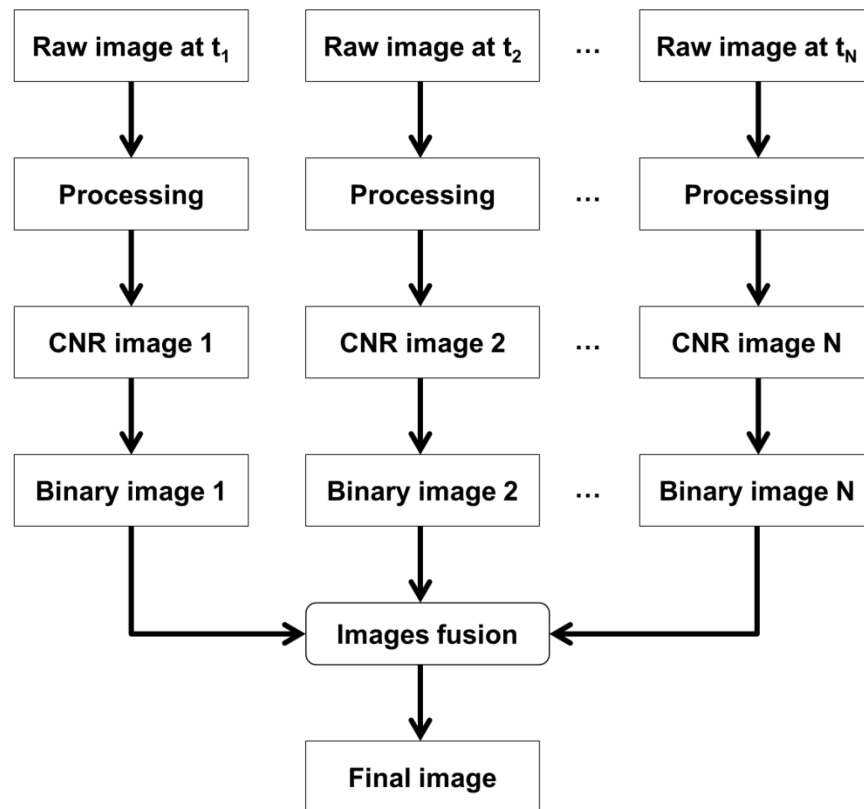 Raw image at t₁ Raw image at t₂ ... Raw image at t_N
Processing Processing ... Processing
CNR image 1 CNR image 2 ... CNR image N
Binary image 1 Binary image 2 ... Binary image N
Images fusion
Final image